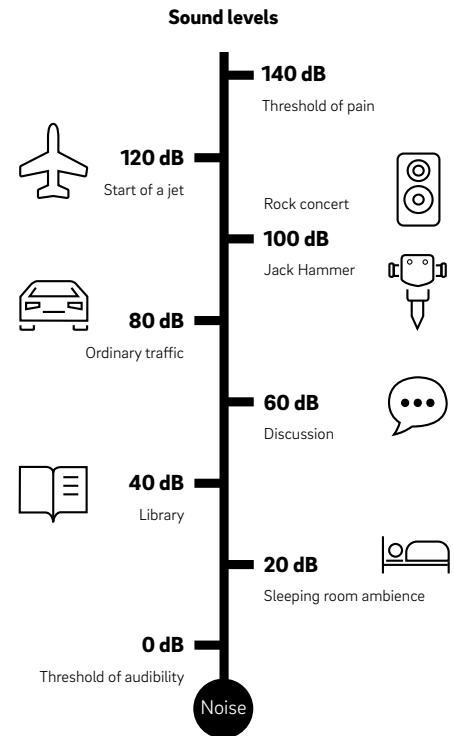 Sound levels
140 dB
Threshold of pain
120 dB
Start of a jet
Rock concert
100 dB
Jack Hammer
80 dB
Ordinary traffic
60 dB
Discussion
40 dB
Library
20 dB
Sleeping room ambience
0 dB
Threshold of audibility
Noise